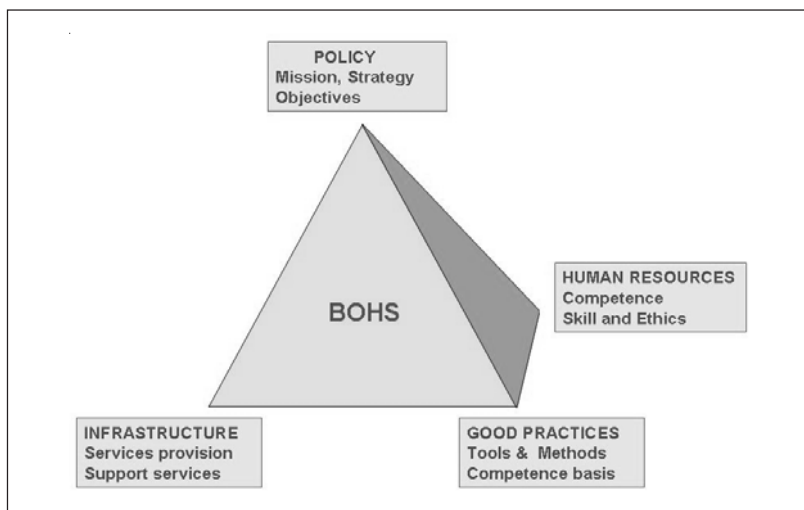 POLICY
Mission, Strategy
Objectives
BOHS
HUMAN RESOURCES
Competence
Skill and Ethics
INFRASTRUCTURE
Services provision
Support services
GOOD PRACTICES
Tools & Methods
Competence basis